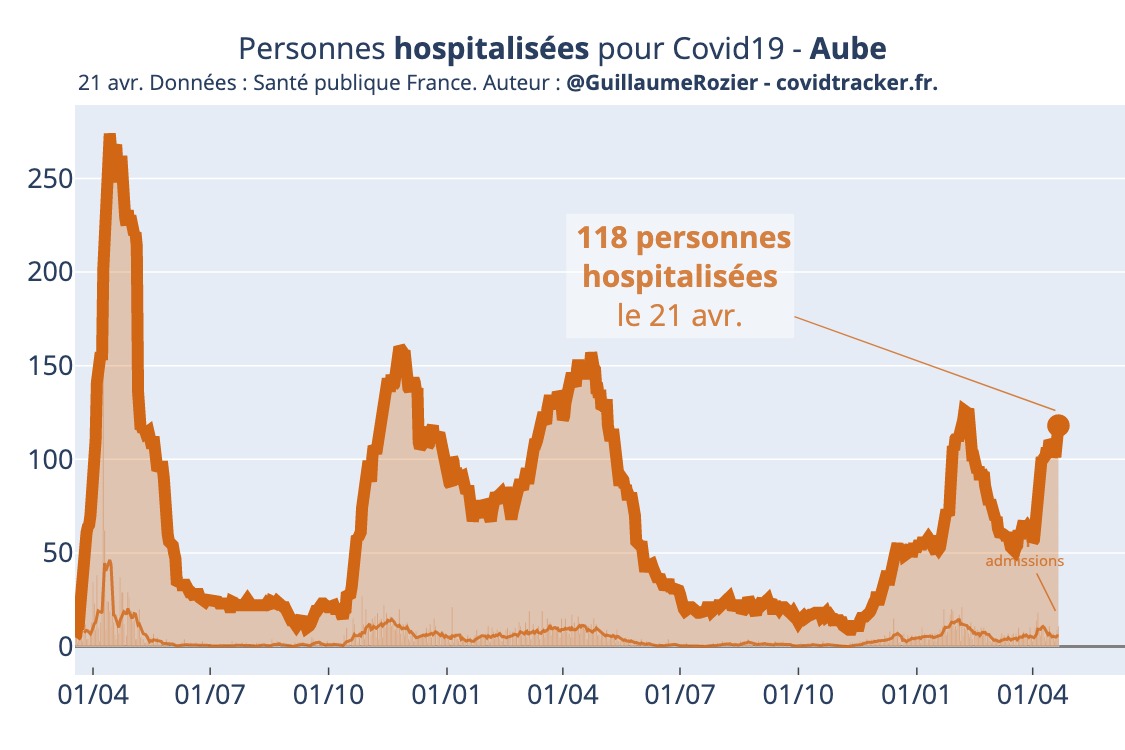 Personnes hospitalisées pour Covid19 - Aube
21 avr. Données : Santé publique France. Auteur : @GuillaumeRozier - covidtracker.fr.
250
118 personnes
hospitalisées
le 21 avr.
200
150
100
50
admissions
0
01/04 01/07 01/10 01/01 01/04 01/07 01/10 01/01 01/04